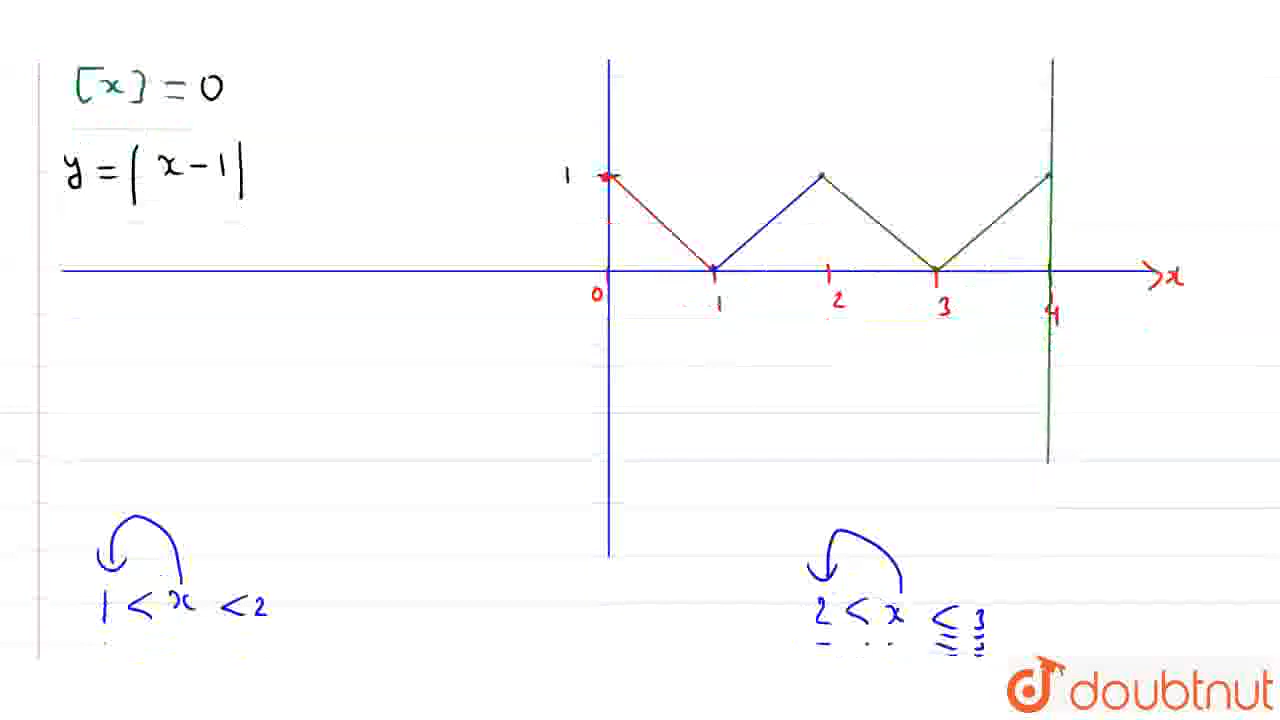 [x] = 0
y = | x - 1 |
1
x
0
1
2
3
4
1 < x < 2
2 < x < 3
doubtnut